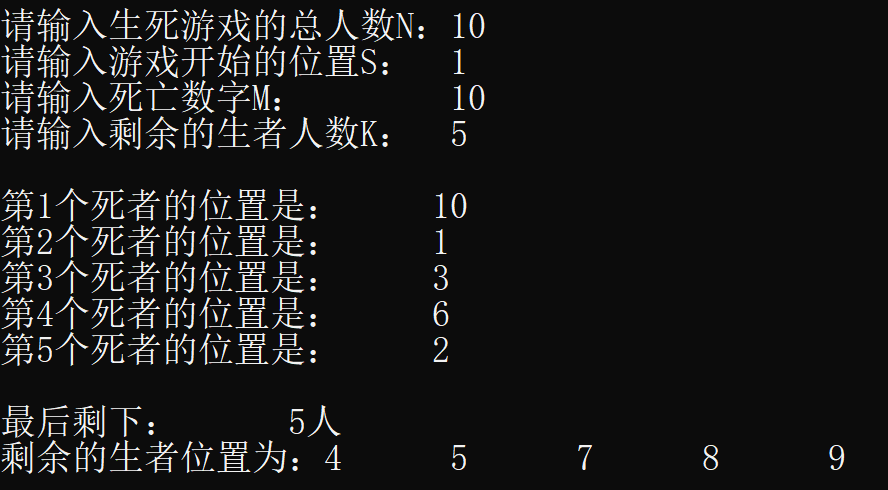 请输入生死游戏的总人数N：10
请输入游戏开始的位置S：  1
请输入死亡数字M：        10
请输入剩余的生者人数K：  5
第1个死者的位置是：      10
第2个死者的位置是：      1
第3个死者的位置是：      3
第4个死者的位置是：      6
第5个死者的位置是：      2
最后剩下：      5人
剩余的生者位置为：4      5      7      8      9